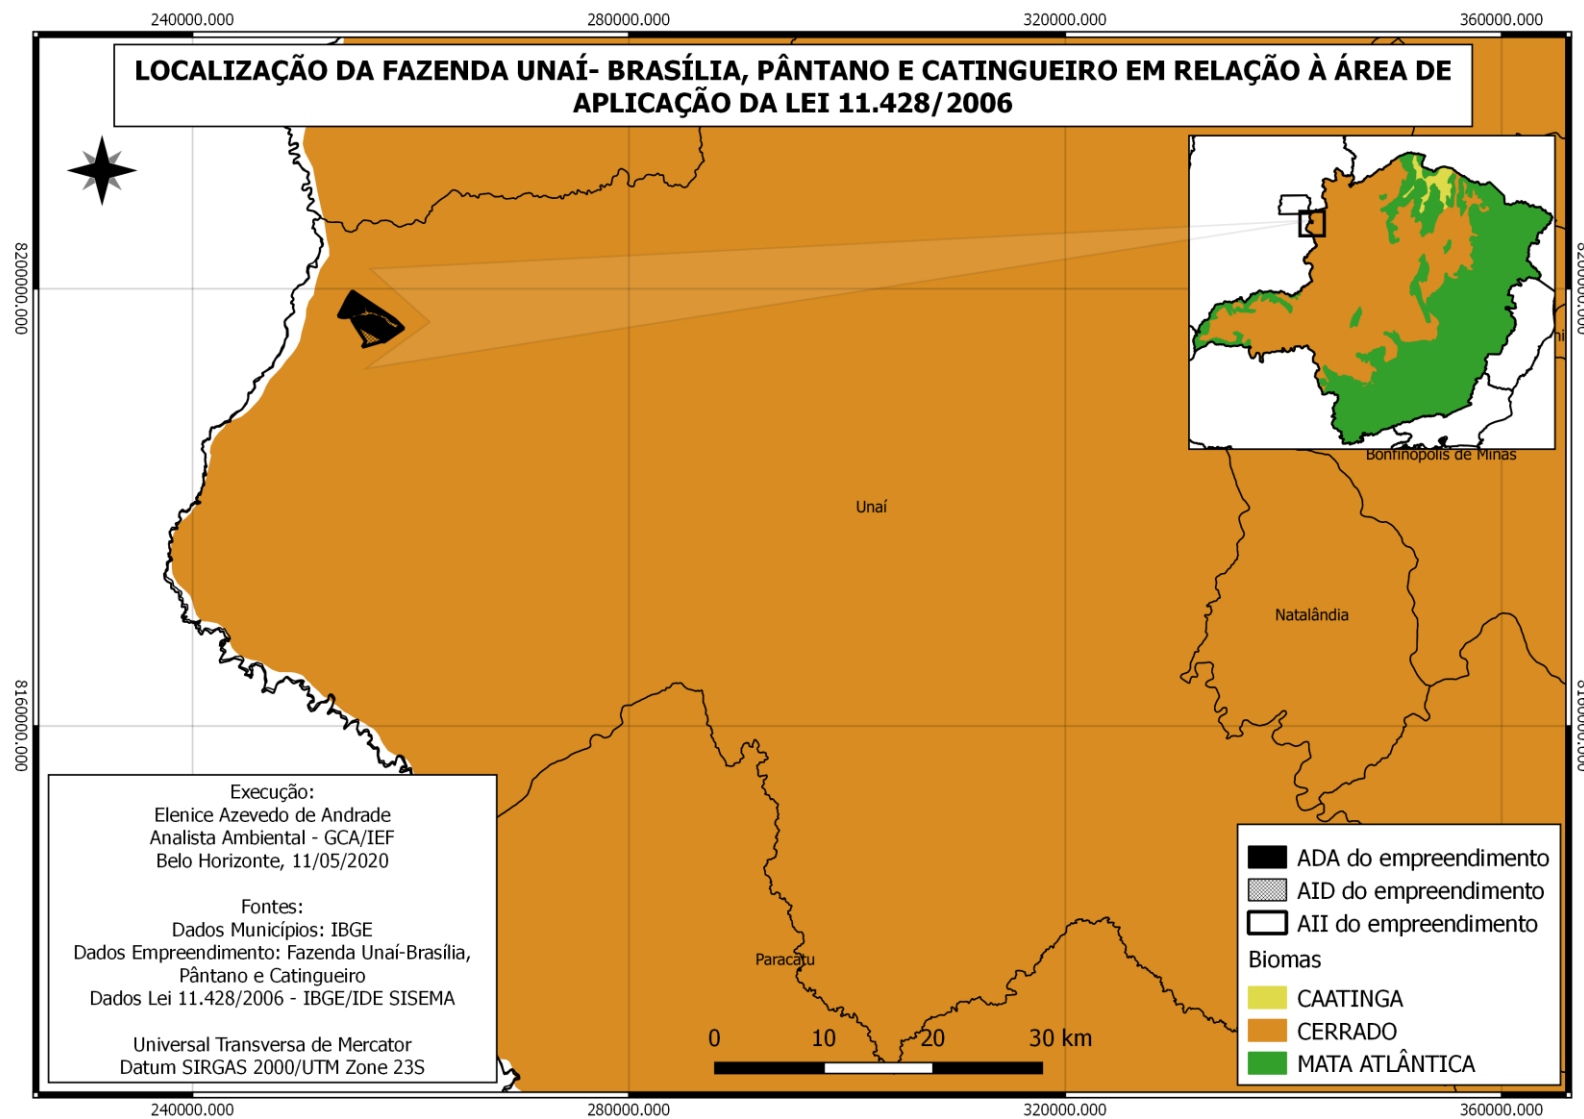 240000.000
280000.000
320000.000
360000.000
LOCALIZAÇÃO DA FAZENDA UNAÍ- BRASÍLIA, PÂNTANO E CATINGUEIRO EM RELAÇÃO À ÁREA DE
APLICAÇÃO DA LEI 11.428/2006
8200000.000
8200000.000
Bonfinópolis de Minas
Unaí
Natalândia
8160000.000
8160000.000
Execução:
Elenice Azevedo de Andrade
Analista Ambiental - GCA/IEF
Belo Horizonte, 11/05/2020
Fontes:
Dados Municípios: IBGE
Dados Empreendimento: Fazenda Unaí-Brasília,
Pântano e Catingueiro
Dados Lei 11.428/2006 - IBGE/IDE SISEMA
Universal Transversa de Mercator
Datum SIRGAS 2000/UTM Zone 23S
Paracatu
0 10 20 30 km
ADA do empreendimento
AID do empreendimento
AII do empreendimento
Biomas
CAATINGA
CERRADO
MATA ATLÂNTICA
240000.000
280000.000
320000.000
360000.000